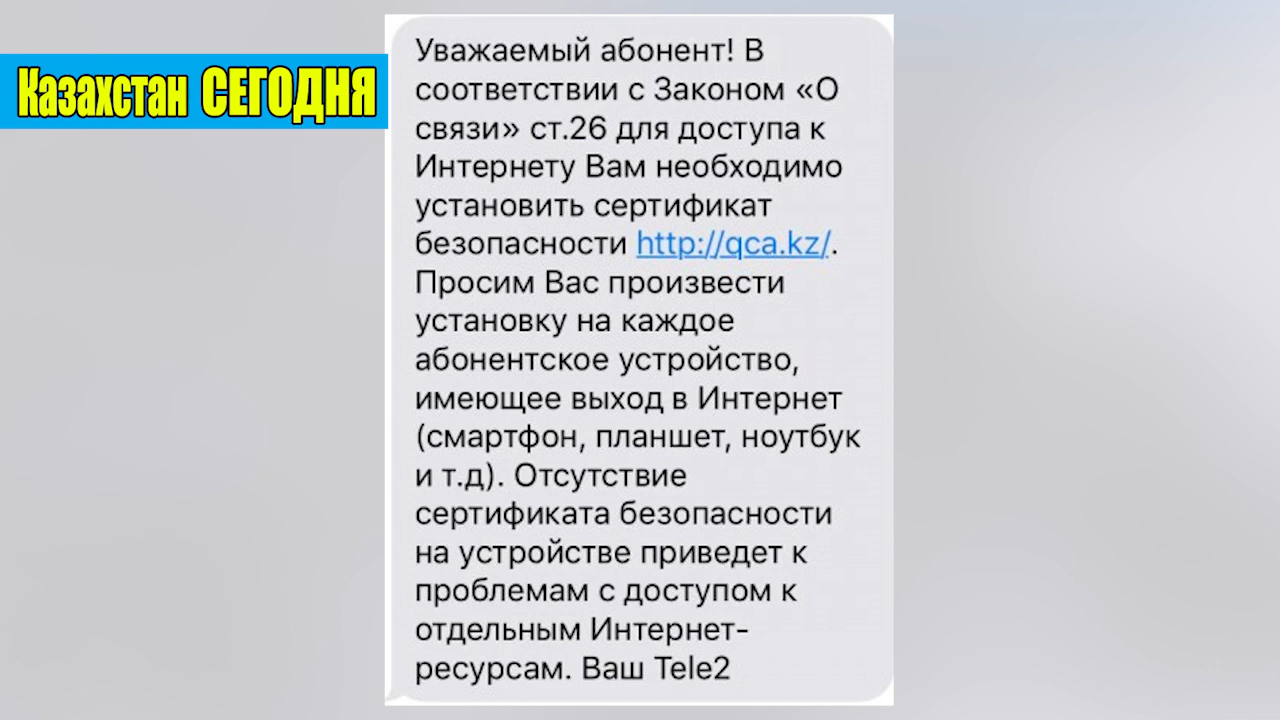 Казахстан СЕГОДНЯ
Уважаемый абонент! В
соответствии с Законом «О
связи» ст.26 для доступа к
Интернету Вам необходимо
установить сертификат
безопасности http://qca.kz/.
Просим Вас произвести
установку на каждое
абонентское устройство,
имеющее выход в Интернет
(смартфон, планшет, ноутбук
и т.д). Отсутствие
сертификата безопасности
на устройстве приведет к
проблемам с доступом к
отдельным Интернет-
ресурсам. Ваш Tele2